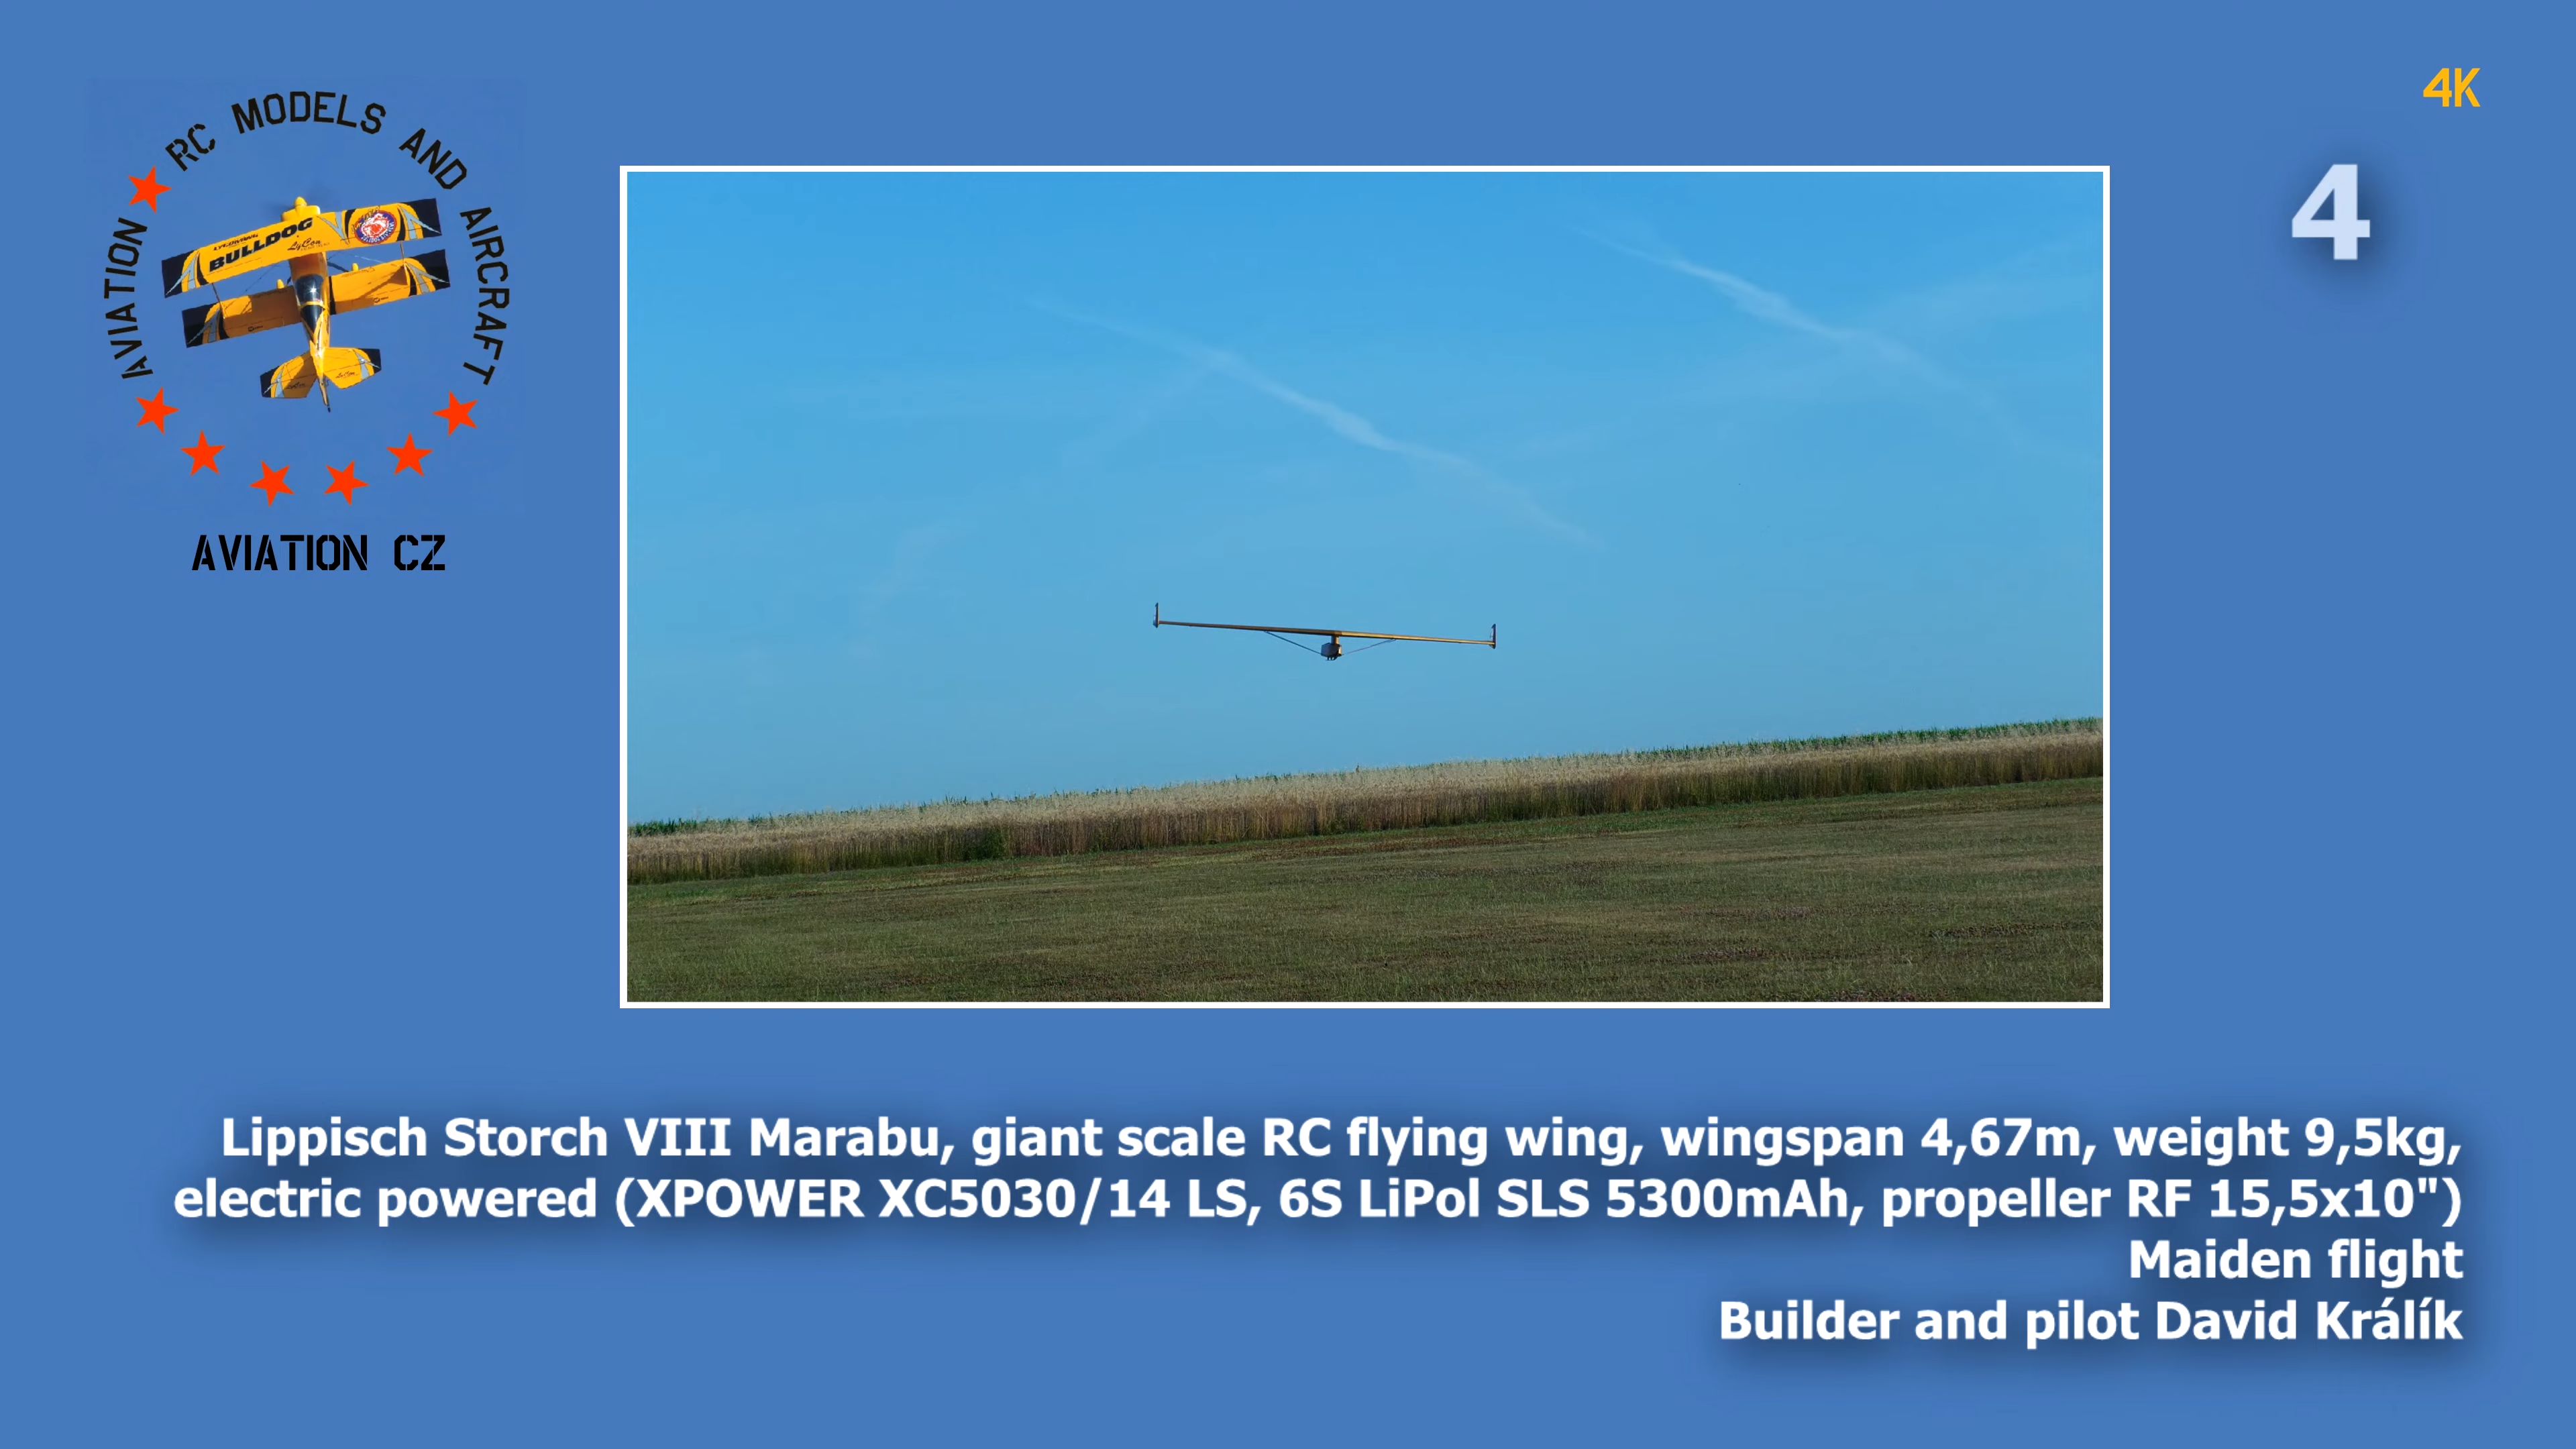 RC MODELS AND AIRCRAFT
AVIATION
BULLDOG
LyCon
AVIATION CZ
4K
4
Lippisch Storch VIII Marabu, giant scale RC flying wing, wingspan 4,67m, weight 9,5kg,
electric powered (XPOWER XC5030/14 LS, 6S LiPol SLS 5300mAh, propeller RF 15,5x10")
Maiden flight
Builder and pilot David Králík